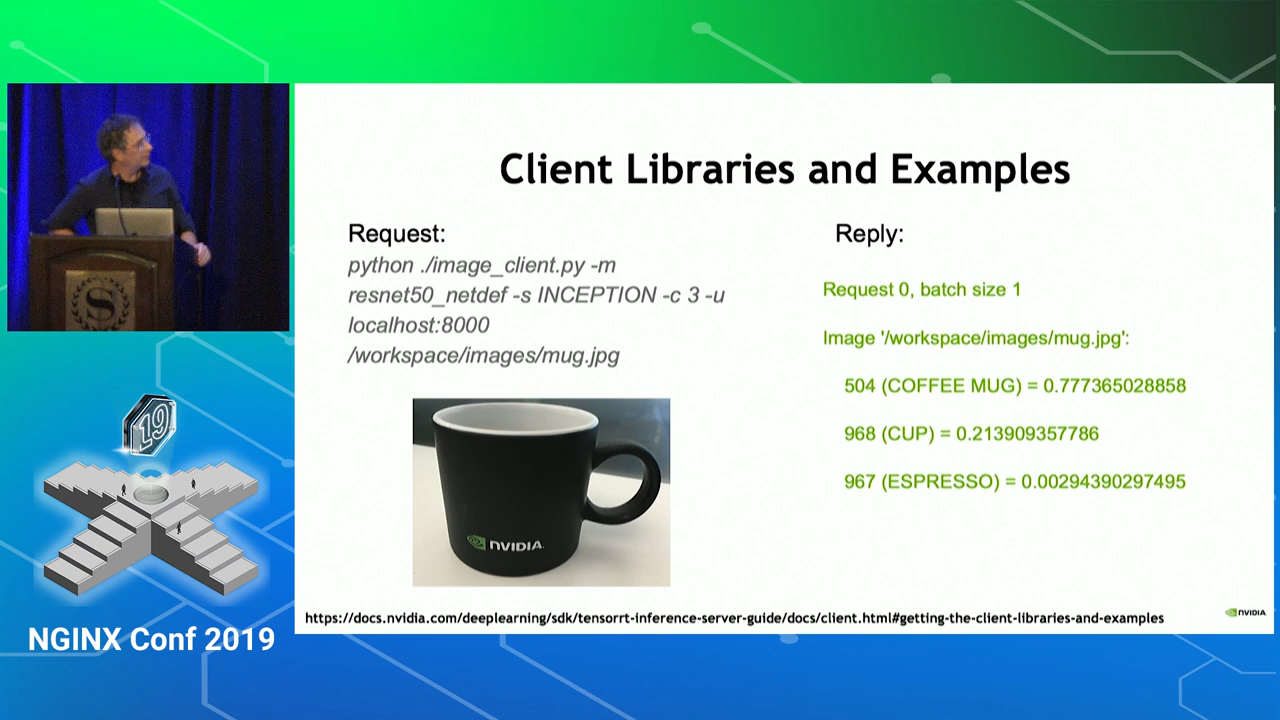 Client Libraries and Examples
Request:
python ./image_client.py -m
resnet50_netdef -s INCEPTION -c 3 -u
localhost:8000
/workspace/images/mug.jpg
Reply:
Request 0, batch size 1
Image '/workspace/images/mug.jpg':
504 (COFFEE MUG) = 0.777365028858
968 (CUP) = 0.213909357786
967 (ESPRESSO) = 0.00294390297495
NVIDIA
https://docs.nvidia.com/deeplearning/sdk/tensorrt-inference-server-guide/docs/client.html#getting-the-client-libraries-and-examples
NVIDIA
S
19
NGINX Conf 2019